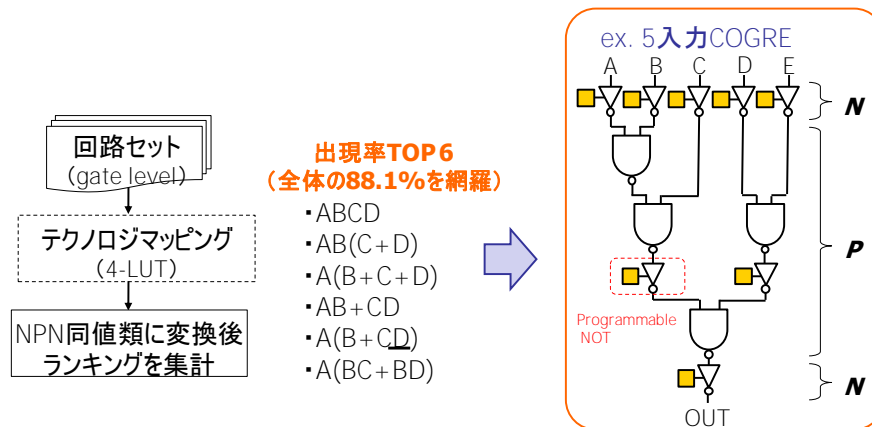 回路セット
(gate level)
テクノロジマッピング
(4-LUT)
NPN同値類に変換後
ランキングを集計
出現率TOP6
(全体の88.1%を網羅)
・ABCD
・AB(C+D)
・A(B+C+D)
・AB+CD
・A(B+CD)
・A(BC+BD)
ex. 5入力COGRE
A B C D E
N
P
Programmable
NOT
N
OUT